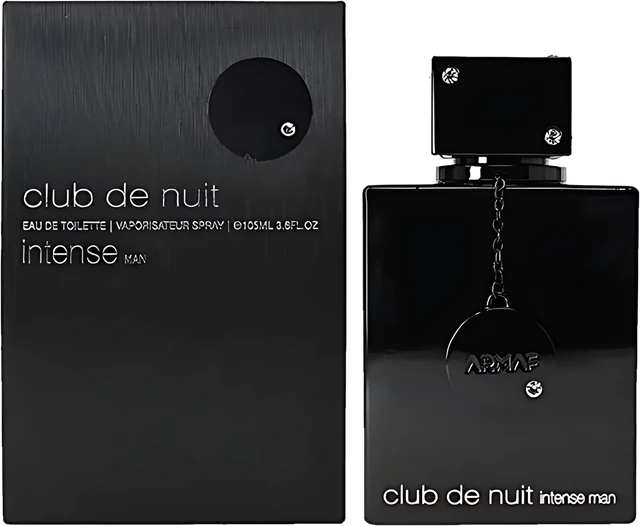 club de nuit
EAU DE TOILETTE | VAPORISATEUR SPRAY | ℮105ML 3.6FL.OZ
intense MAN
ARMAF
club de nuit intense man